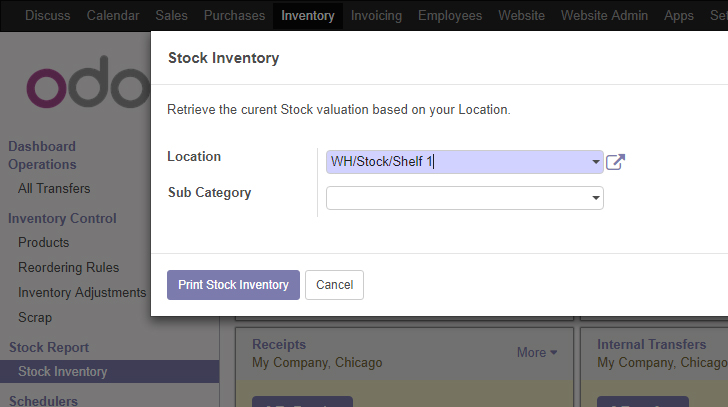 Discuss Calendar Sales Purchases Inventory Invoicing Employees Website Website Admin Apps
odo
Stock Inventory
Retrieve the curent Stock valuation based on your Location.
Location WH/Stock/Shelf 1
Sub Category
Print Stock Inventory Cancel
Dashboard
Operations
All Transfers
Inventory Control
Products
Reordering Rules
Inventory Adjustments
Scrap
Stock Report
Stock Inventory
Schedulers
Receipts More
My Company, Chicago
Internal Transfers
My Company, Chicago